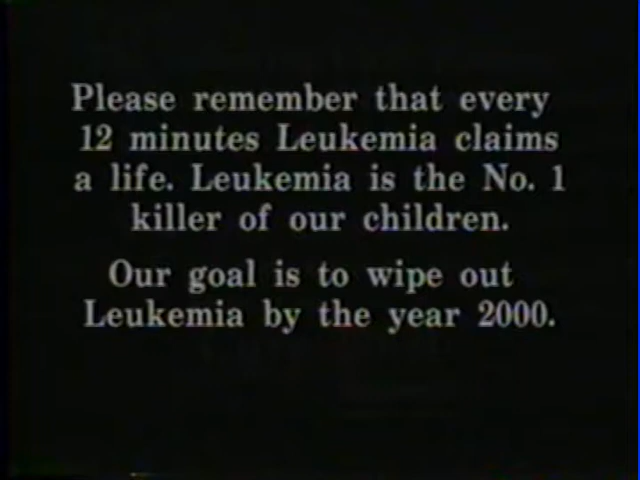 Please remember that every
12 minutes Leukemia claims
a life. Leukemia is the No. 1
killer of our children.
Our goal is to wipe out
Leukemia by the year 2000.